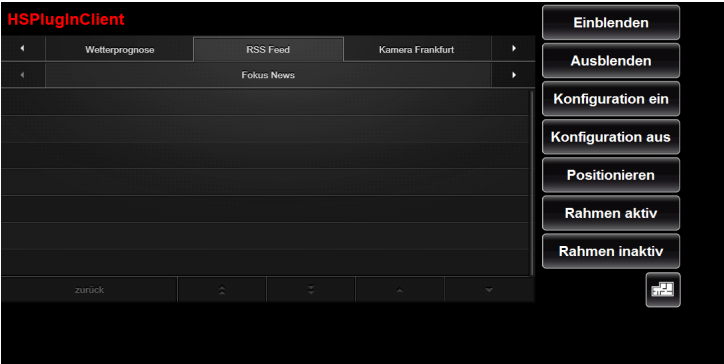 HSPlugInClient
Wetterprognose RSS Feed Kamera Frankfurt
Fokus News
zurück
Einblenden
Ausblenden
Konfiguration ein
Konfiguration aus
Positionieren
Rahmen aktiv
Rahmen inaktiv